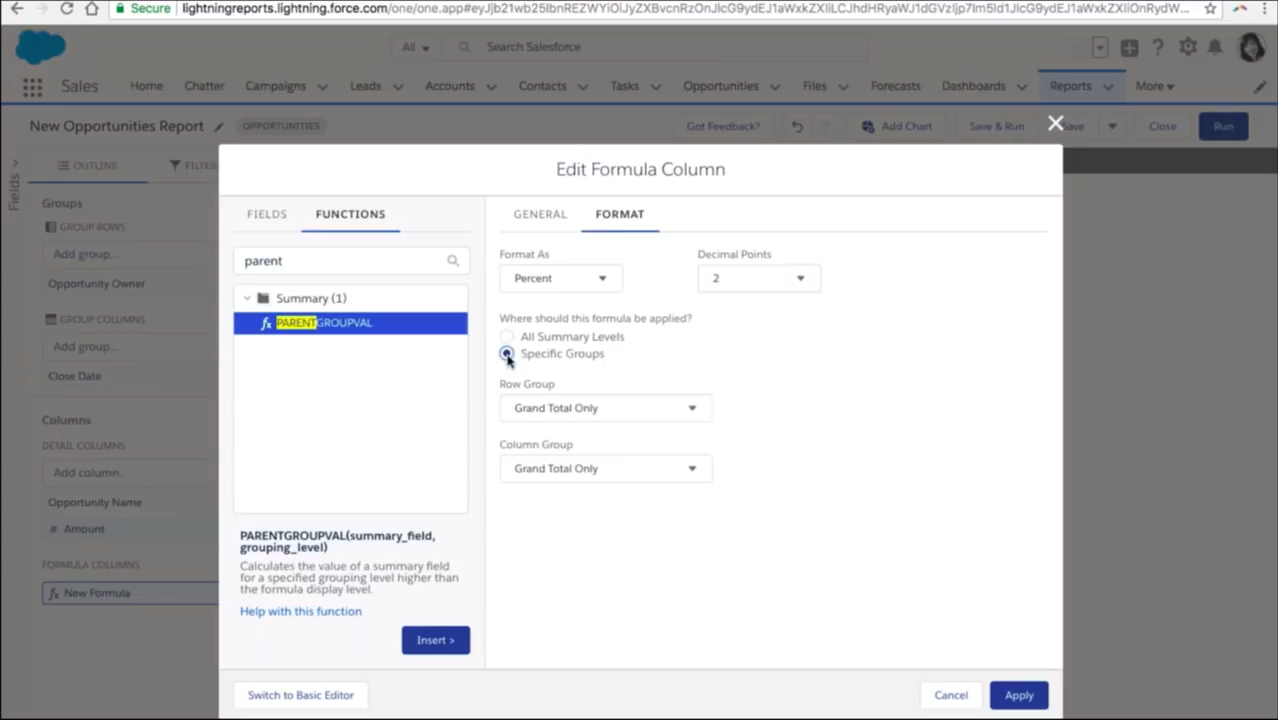 Secure
lightningreports.lightning.force.com/one/one.app
All
Search Salesforce
Sales
Home
Chatter
Campaigns
Leads
Accounts
Contacts
Tasks
Opportunities
Files
Forecasts
Dashboards
Reports
More
New Opportunities Report
OPPORTUNITIES
Got Feedback?
Add Chart
Save & Run
Save
Close
Run
Fields
OUTLINE
FILTER
Groups
GROUP ROWS
Add group...
Opportunity Owner
GROUP COLUMNS
Add group...
Close Date
Columns
DETAIL COLUMNS
Add column..
Opportunity Name
# Amount
FORMULA COLUMNS
fx New Formula
Edit Formula Column
FIELDS
FUNCTIONS
parent
Summary (1)
fx PARENTGROUPVAL
PARENTGROUPVAL(summary_field,
grouping_level)
Calculates the value of a summary field
for a specified grouping level higher than
the formula display level.
Help with this function
Insert >
GENERAL
FORMAT
Format As
Decimal Points
Percent
2
Where should this formula be applied?
All Summary Levels
Specific Groups
Row Group
Grand Total Only
Column Group
Grand Total Only
Switch to Basic Editor
Cancel
Apply